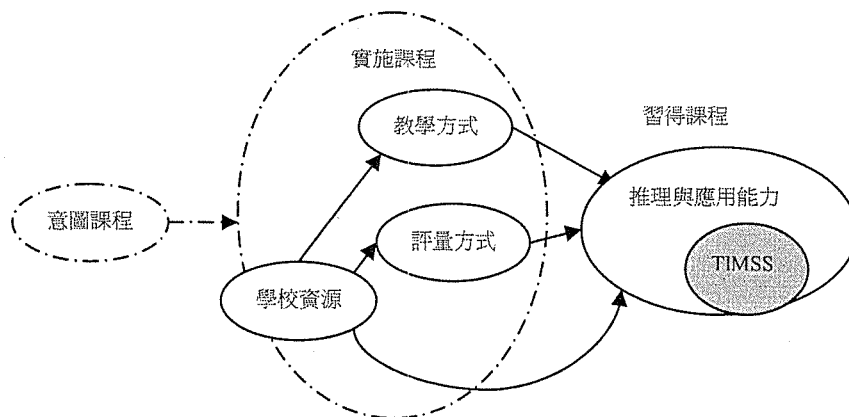 實施課程
教學方式
習得課程
推理與應用能力
意圖課程
評量方式
TIMSS
學校資源